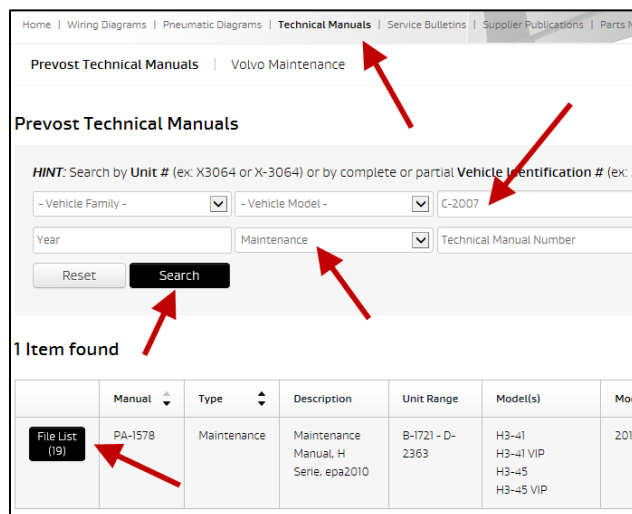 Home | Wiring Diagrams | Pneumatic Diagrams | Technical Manuals | Service Bulletins | Supplier Publications | Parts
Prevost Technical Manuals | Volvo Maintenance
Prevost Technical Manuals
HINT: Search by Unit # (ex: X3064 or X-3064) or by complete or partial Vehicle Identification # (ex:
- Vehicle Family - - Vehicle Model - C-2007
Year Maintenance Technical Manual Number
Reset Search
1 Item found
Manual Type Description Unit Range Model(s)
File List PA-1578 Maintenance Maintenance B-1721 - D- H3-41
(19) Manual, H 2363 H3-41 VIP
Serie, epa2010 H3-45
H3-45 VIP